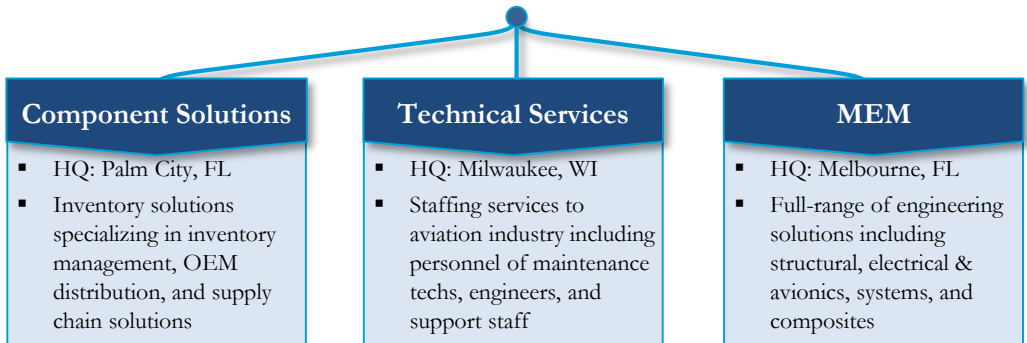 Component Solutions
▪ HQ: Palm City, FL
▪ Inventory solutions
specializing in inventory
management, OEM
distribution, and supply
chain solutions
Technical Services
▪ HQ: Milwaukee, WI
▪ Staffing services to
aviation industry including
personnel of maintenance
techs, engineers, and
support staff
MEM
▪ HQ: Melbourne, FL
▪ Full-range of engineering
solutions including
structural, electrical &
avionics, systems, and
composites